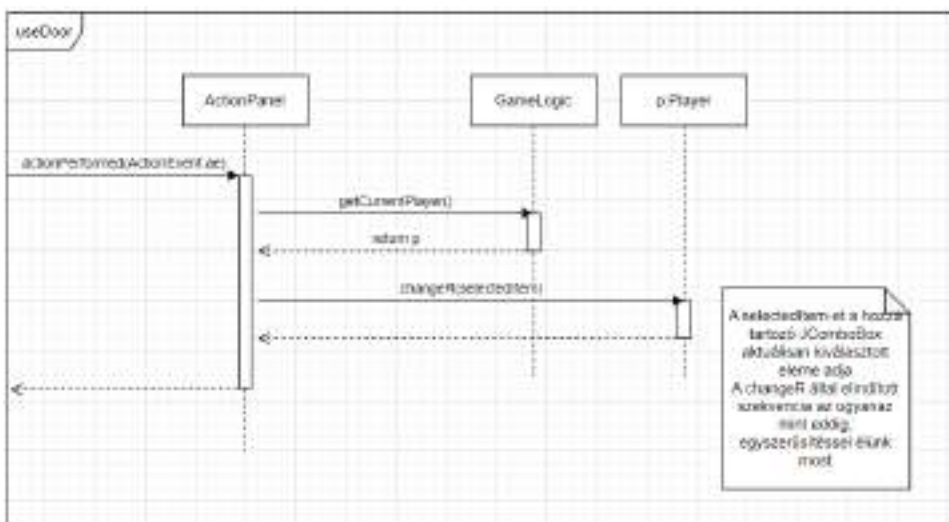 useDoor
ActionPanel
GameLogic
p:Player
actionPerformed(ActionEvent ae)
getCurrentPlayer()
return p
changeR(selectedItem)
A selectedItem-et a hozzá
tartozó JComboBox
aktuálisan kiválasztott
eleme adja
A changeR által elindított
szekvencia az ugyanaz
mint eddig,
egyszerűsítéssel élünk
most